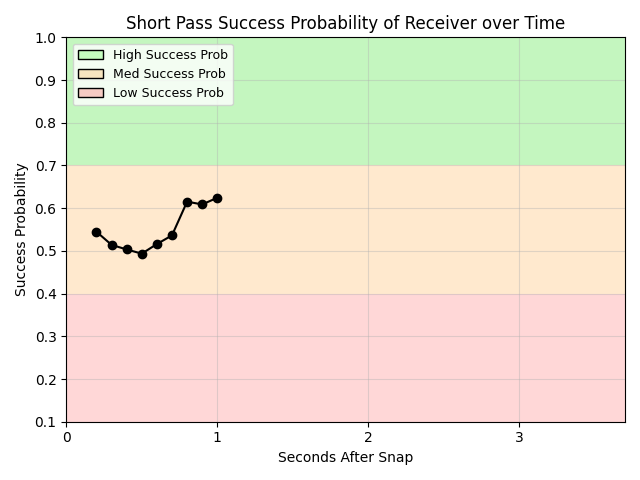 Short Pass Success Probability of Receiver over Time
1.0
High Success Prob
Med Success Prob
Low Success Prob
0.9
0.8
0.7
0.6
0.5
0.4
0.3
0.2
0.1
Success Probability
0 1 2 3
Seconds After Snap